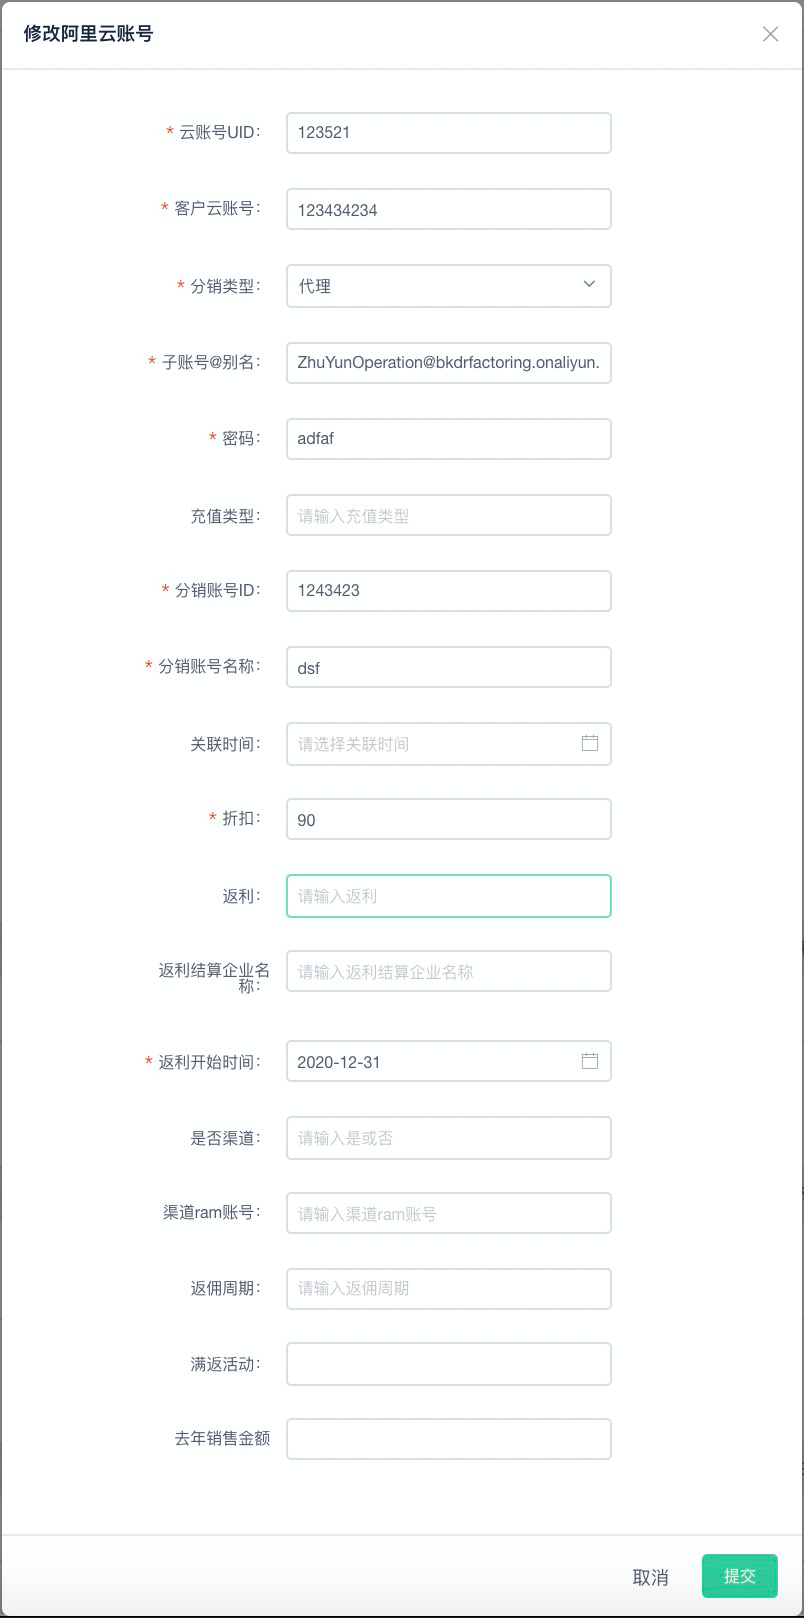 修改阿里云账号
* 云账号UID： 123521
* 客户云账号： 123434234
* 分销类型： 代理
* 子账号@别名： ZhuYunOperation@bkdrfactoring.onaliyun.
* 密码： adfaf
充值类型： 请输入充值类型
* 分销账号ID： 1243423
* 分销账号名称： dsf
关联时间： 请选择关联时间
* 折扣： 90
返利： 请输入返利
返利结算企业名
称： 请输入返利结算企业名称
* 返利开始时间： 2020-12-31
是否渠道： 请输入是或否
渠道ram账号： 请输入渠道ram账号
返佣周期： 请输入返佣周期
满返活动：
去年销售金额
取消 提交